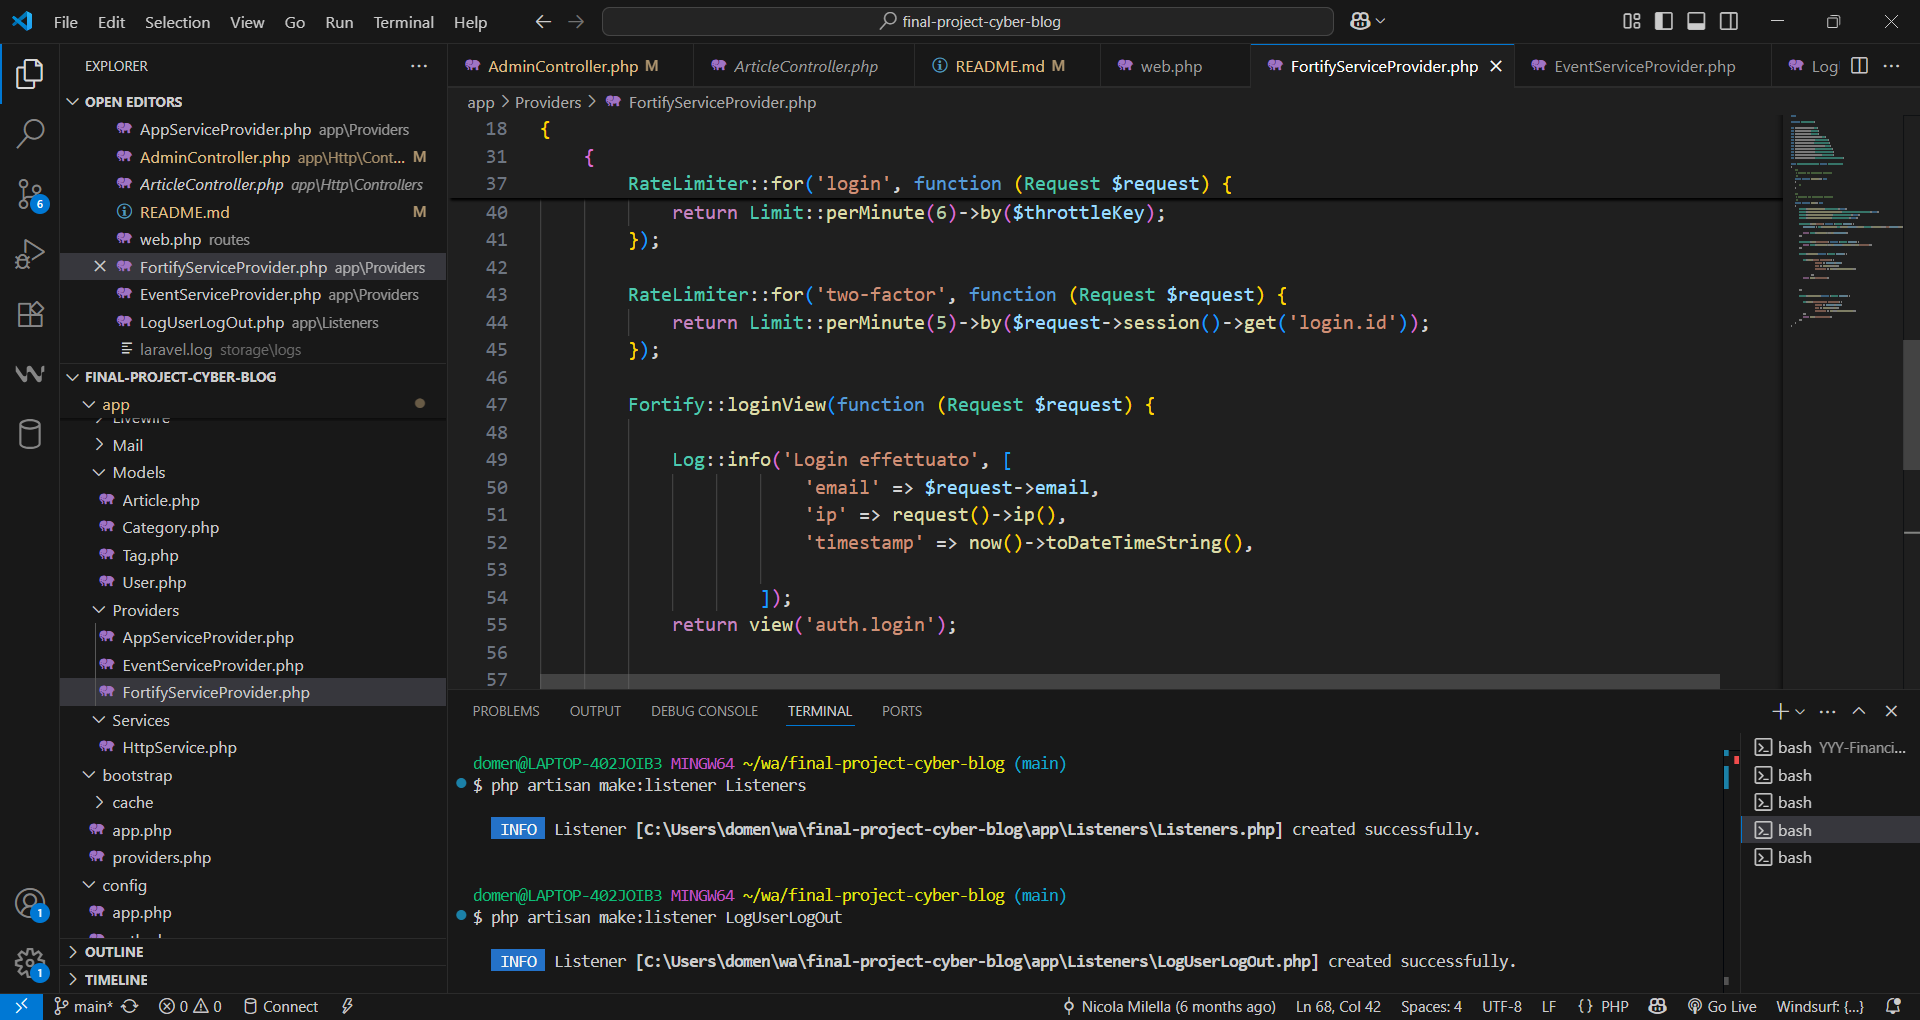 File Edit Selection View Go Run Terminal Help
final-project-cyber-blog
EXPLORER
OPEN EDITORS
AppServiceProvider.php app\Providers
AdminController.php app\Http\Cont... M
ArticleController.php app\Http\Controllers
README.md M
web.php routes
FortifyServiceProvider.php app\Providers
EventServiceProvider.php app\Providers
LogUserLogOut.php app\Listeners
laravel.log storage\logs
FINAL-PROJECT-CYBER-BLOG
app
Livewire
Mail
Models
Article.php
Category.php
Tag.php
User.php
Providers
AppServiceProvider.php
EventServiceProvider.php
FortifyServiceProvider.php
Services
HttpService.php
bootstrap
cache
app.php
providers.php
config
app.php
OUTLINE
TIMELINE
6
1
1
AdminController.php M
ArticleController.php
README.md M
web.php
FortifyServiceProvider.php
EventServiceProvider.php
Log
app > Providers > FortifyServiceProvider.php
18 {
31 {
37 RateLimiter::for('login', function (Request $request) {
40 return Limit::perMinute(6)->by($throttleKey);
41 });
42
43 RateLimiter::for('two-factor', function (Request $request) {
44 return Limit::perMinute(5)->by($request->session()->get('login.id'));
45 });
46
47 Fortify::loginView(function (Request $request) {
48
49 Log::info('Login effettuato', [
50 'email' => $request->email,
51 'ip' => request()->ip(),
52 'timestamp' => now()->toDateTimeString(),
53
54 ]);
55 return view('auth.login');
56
57
PROBLEMS OUTPUT DEBUG CONSOLE TERMINAL PORTS
domen@LAPTOP-402JOIB3 MINGW64 ~/wa/final-project-cyber-blog (main)
$ php artisan make:listener Listeners
INFO Listener [C:\Users\domen\wa\final-project-cyber-blog\app\Listeners\Listeners.php] created successfully.
domen@LAPTOP-402JOIB3 MINGW64 ~/wa/final-project-cyber-blog (main)
$ php artisan make:listener LogUserLogOut
INFO Listener [C:\Users\domen\wa\final-project-cyber-blog\app\Listeners\LogUserLogOut.php] created successfully.
bash YYY-Financi...
bash
bash
bash
bash
main* 0 0 Connect Nicola Milella (6 months ago) Ln 68, Col 42 Spaces: 4 UTF-8 LF {} PHP Go Live Windsurf: {...}